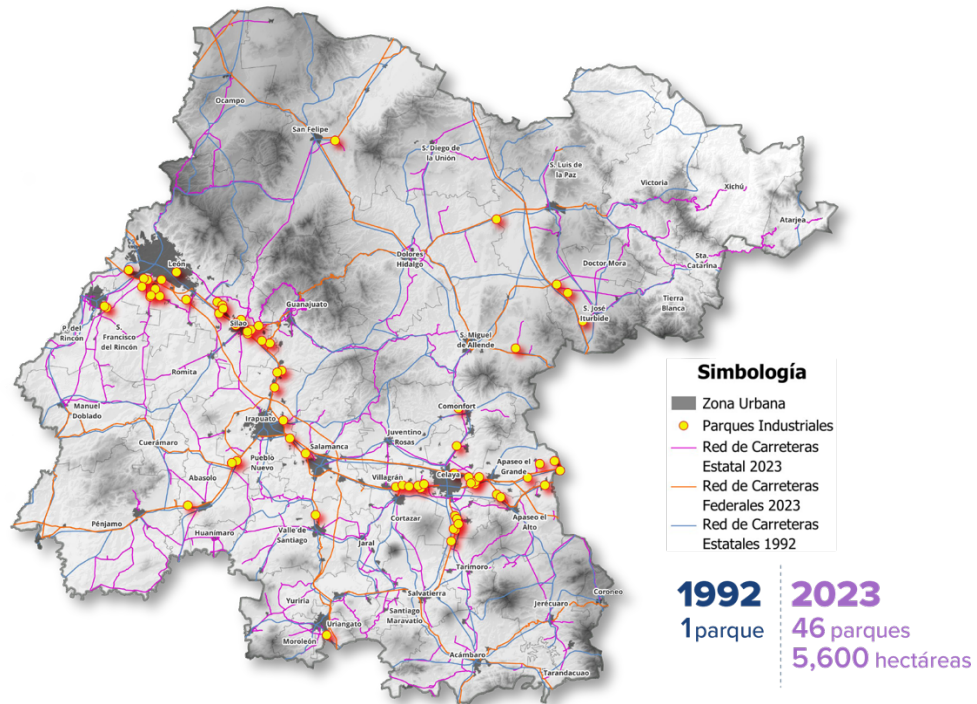 Ocampo
San Felipe
S. Diego de
la Unión
S. Luis de
la Paz
Victoria
Xichú
Atarjea
León
Dolores
Hidalgo
Doctor Mora
Sta
Catarina
Guanajuato
Tierra
Blanca
S. José
Iturbide
P. del
Rincón
S.
Francisco
del Rincón
Silao
S. Miguel
de Allende
Romita
Manuel
Doblado
Comonfort
Irapuato
Cuerámaro
Juventino
Rosas
Salamanca
Pueblo
Nuevo
Apaseo el
Grande
Abasolo
Villagrán
Celaya
Pénjamo
Cortazar
Apaseo el
Alto
Huanímaro
Valle de
Santiago
Jaral
Tarimoro
Yuriria
Salvatierra
Coroneo
Santiago
Maravatío
Jerécuaro
Uriangato
Moroleón
Acámbaro
Tarandacuao
Simbología
Zona Urbana
Parques Industriales
Red de Carreteras
Estatal 2023
Red de Carreteras
Federales 2023
Red de Carreteras
Estatales 1992
1992
1 parque
2023
46 parques
5,600 hectáreas